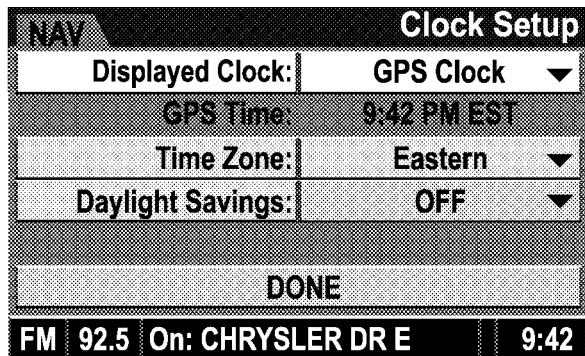 NAV Clock Setup
Displayed Clock: GPS Clock
GPS Time: 9:42 PM EST
Time Zone: Eastern
Daylight Savings: OFF
DONE
FM 92.5 On: CHRYSLER DR E 9:42